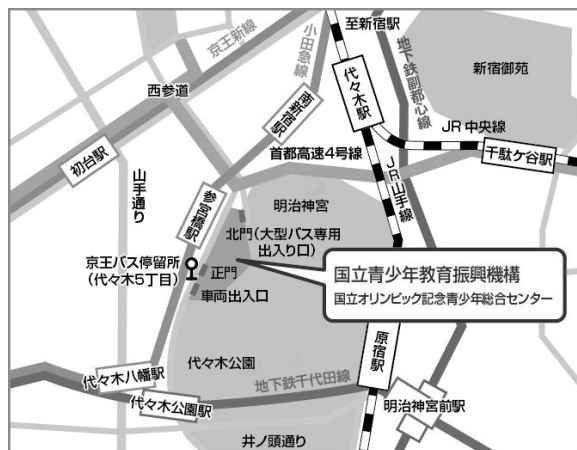 至新宿駅
京王新線
小田急線
地下鉄副都心線
新宿御苑
代々木駅
西参道
南新宿駅
JR中央線
千駄ケ谷駅
初台駅
首都高速4号線
山手通り
JR山手線
参宮橋駅
明治神宮
北門(大型バス専用
出入り口)
京王バス停留所
(代々木5丁目)
正門
車両出入口
国立青少年教育振興機構
国立オリンピック記念青少年総合センター
原宿駅
代々木公園
代々木八幡駅
地下鉄千代田線
代々木公園駅
明治神宮前駅
井ノ頭通り